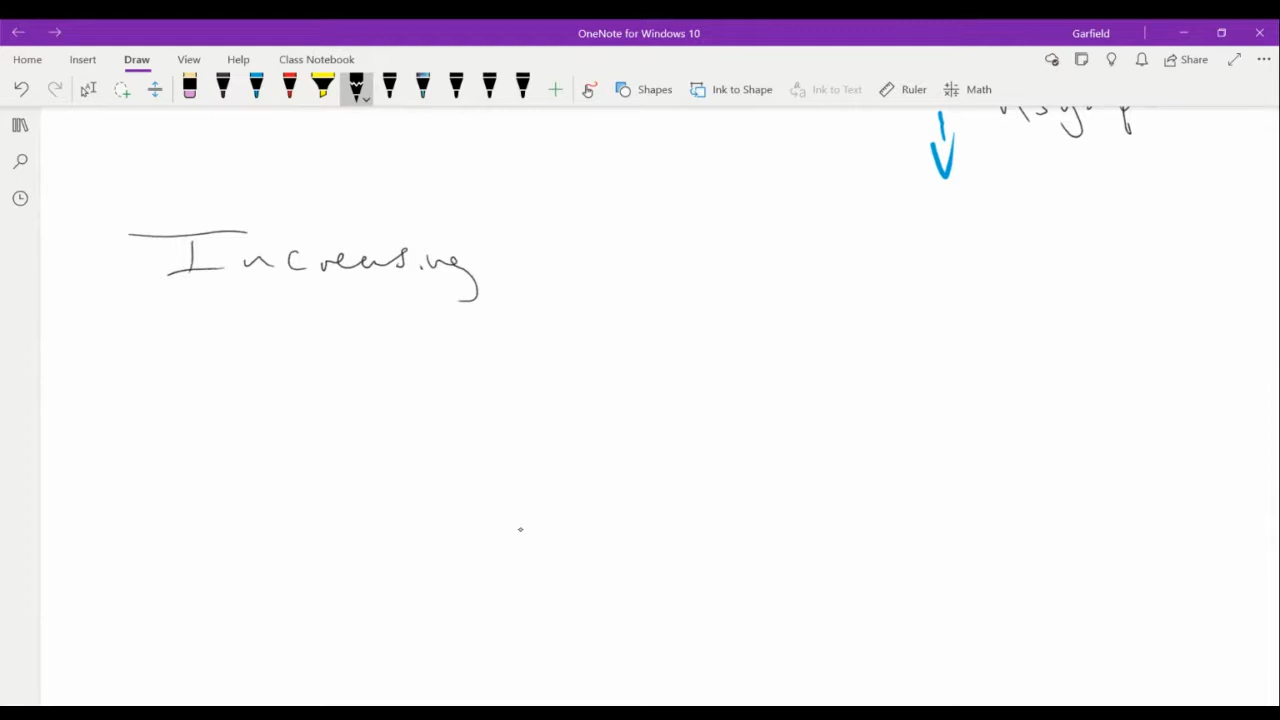 OneNote for Windows 10
Garfield
Home Insert Draw View Help Class Notebook
Share
Shapes Ink to Shape Ink to Text Ruler Math
Increasing